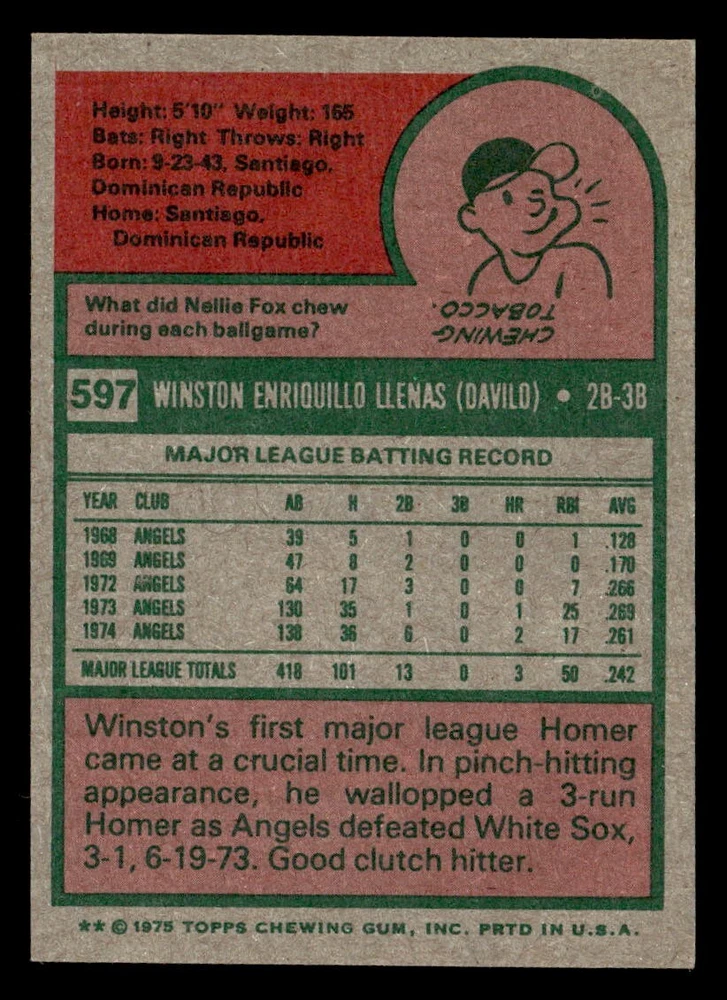 Height: 5'10" Weight: 165
Bats: Right Throws: Right
Born: 9-23-43, Santiago,
Dominican Republic
Home: Santiago,
Dominican Republic
What did Nellie Fox chew
during each ballgame?
CHEWING
TOBACCO.
597 WINSTON ENRIQUILLO LLENAS (DAVILO) • 2B-3B
MAJOR LEAGUE BATTING RECORD
YEAR CLUB AB H 2B 3B HR RBI AVG
1968 ANGELS 39 5 1 0 0 1 .128
1969 ANGELS 47 8 2 0 0 0 .170
1972 ANGELS 64 17 3 0 0 7 .266
1973 ANGELS 130 35 1 0 1 25 .269
1974 ANGELS 138 36 6 0 2 17 .261
MAJOR LEAGUE TOTALS 418 101 13 0 3 50 .242
Winston's first major league Homer
came at a crucial time. In pinch-hitting
appearance, he wallopped a 3-run
Homer as Angels defeated White Sox,
3-1, 6-19-73. Good clutch hitter.
** © 1975 TOPPS CHEWING GUM, INC. PRTD IN U.S.A.